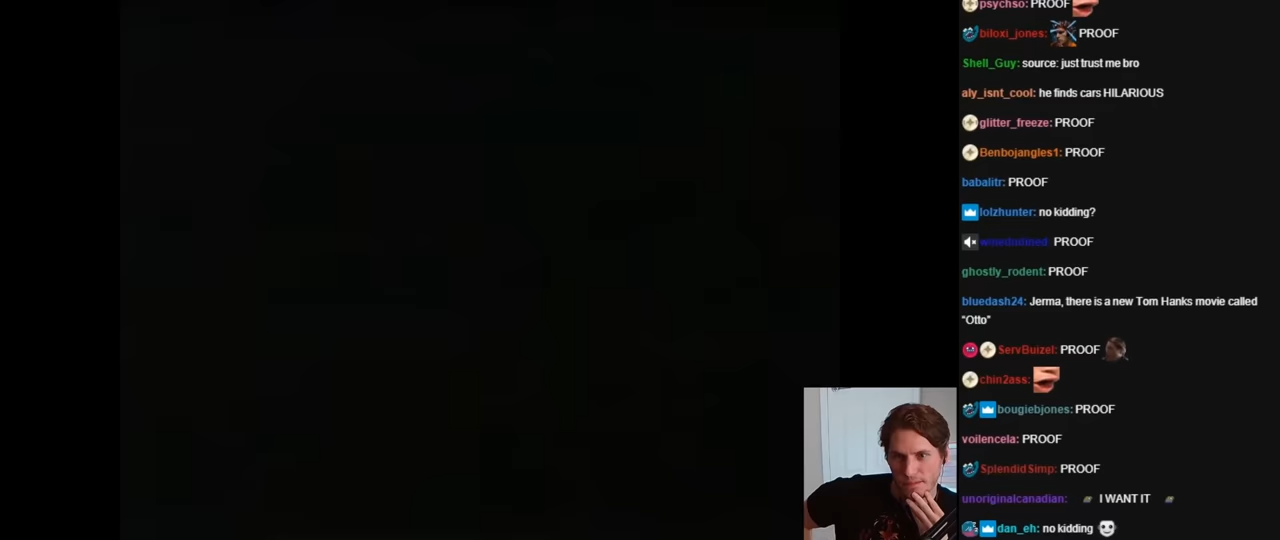 psychso: PROOF
biloxi_jones: PROOF
Shell_Guy: source: just trust me bro
aly_isnt_cool: he finds cars HILARIOUS
glitter_freeze: PROOF
Benbojangles1: PROOF
babalitr: PROOF
lolzhunter: no kidding?
PROOF
ghostly_rodent: PROOF
bluedash24: Jerma, there is a new Tom Hanks movie called
"Otto"
ServBuizel: PROOF
chin2ass:
bougiebjones: PROOF
voilencela: PROOF
SplendidSimp: PROOF
unoriginalcanadian: I WANT IT
dan_eh: no kidding